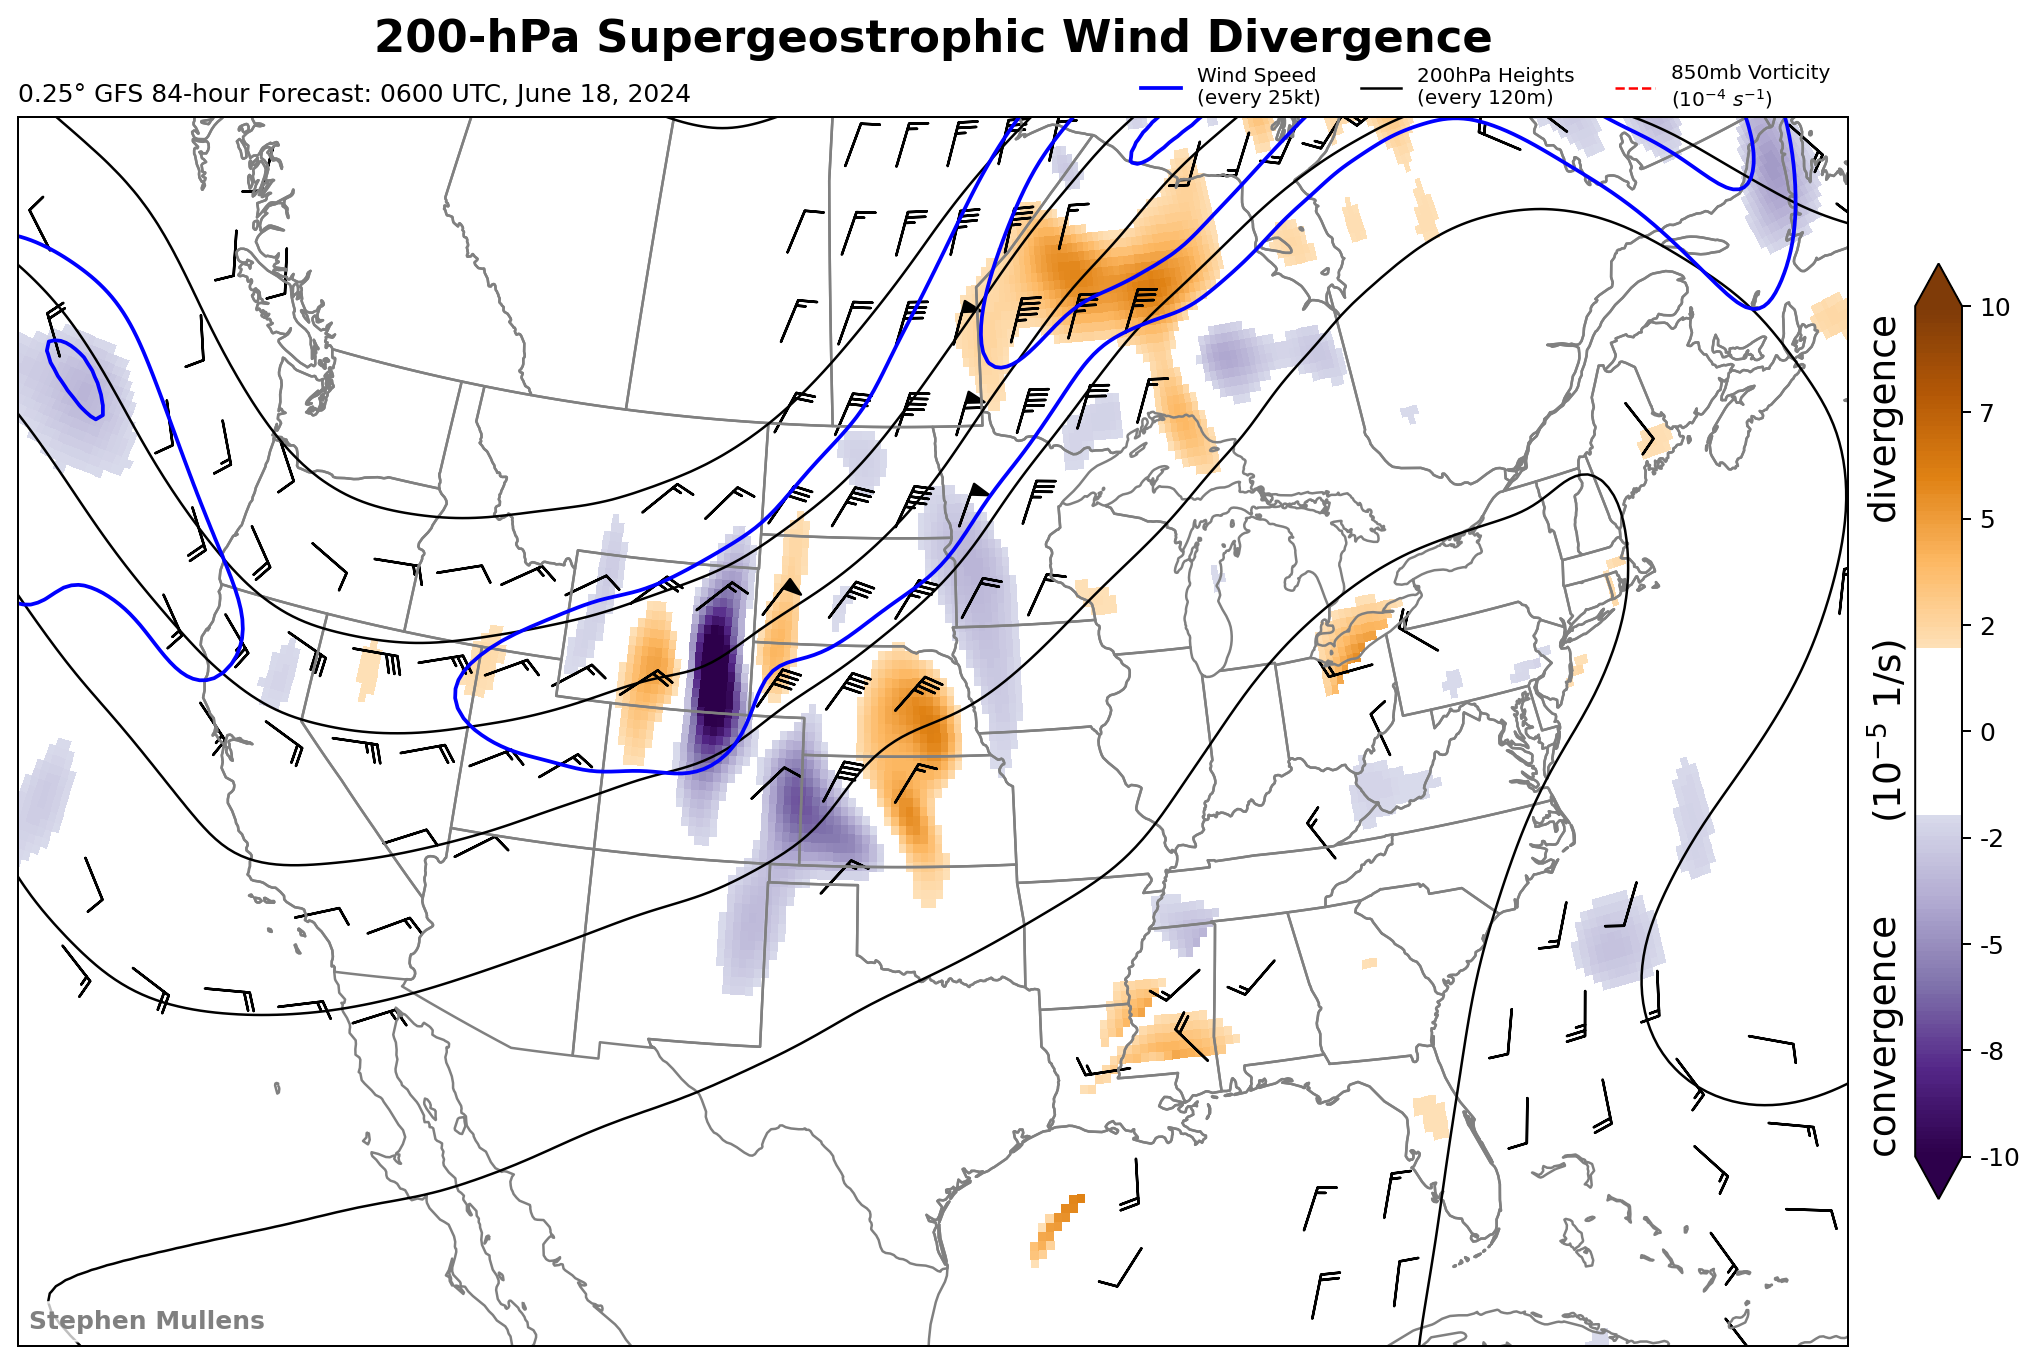 200-hPa Supergeostrophic Wind Divergence
0.25° GFS 84-hour Forecast: 0600 UTC, June 18, 2024
Wind Speed
(every 25kt)
200hPa Heights
(every 120m)
850mb Vorticity
(10⁻⁴ s⁻¹)
10
7
5
2
0
-2
-5
-8
-10
convergence (10⁻⁵ 1/s) divergence
Stephen Mullens